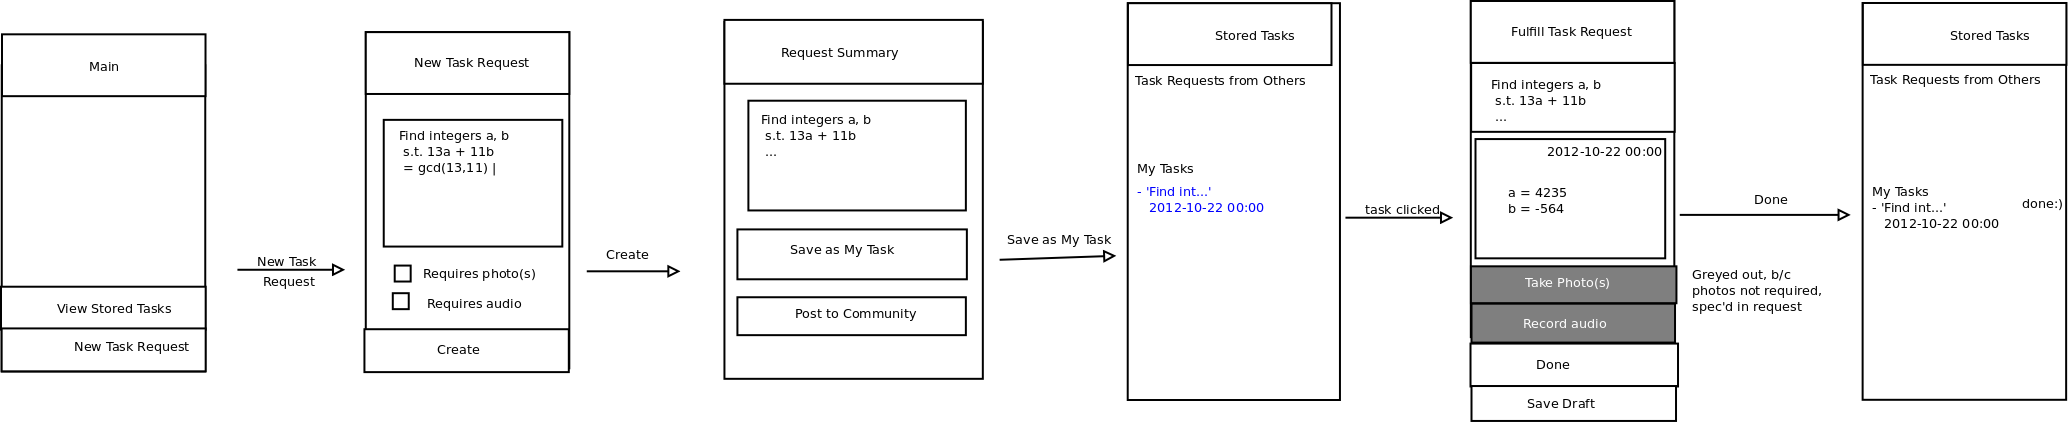 Main
View Stored Tasks
New Task Request
New Task
Request
New Task Request
Find integers a, b
s.t. 13a + 11b
= gcd(13,11) |
Requires photo(s)
Requires audio
Create
Create
Request Summary
Find integers a, b
s.t. 13a + 11b
...
Save as My Task
Post to Community
Save as My Task
Stored Tasks
Task Requests from Others
My Tasks
- 'Find int...'
2012-10-22 00:00
task clicked
Fulfill Task Request
Find integers a, b
s.t. 13a + 11b
...
2012-10-22 00:00
a = 4235
b = -564
Take Photo(s)
Record audio
Done
Save Draft
Done
Greyed out, b/c
photos not required,
spec'd in request
Stored Tasks
Task Requests from Others
My Tasks
- 'Find int...'
2012-10-22 00:00
done:)